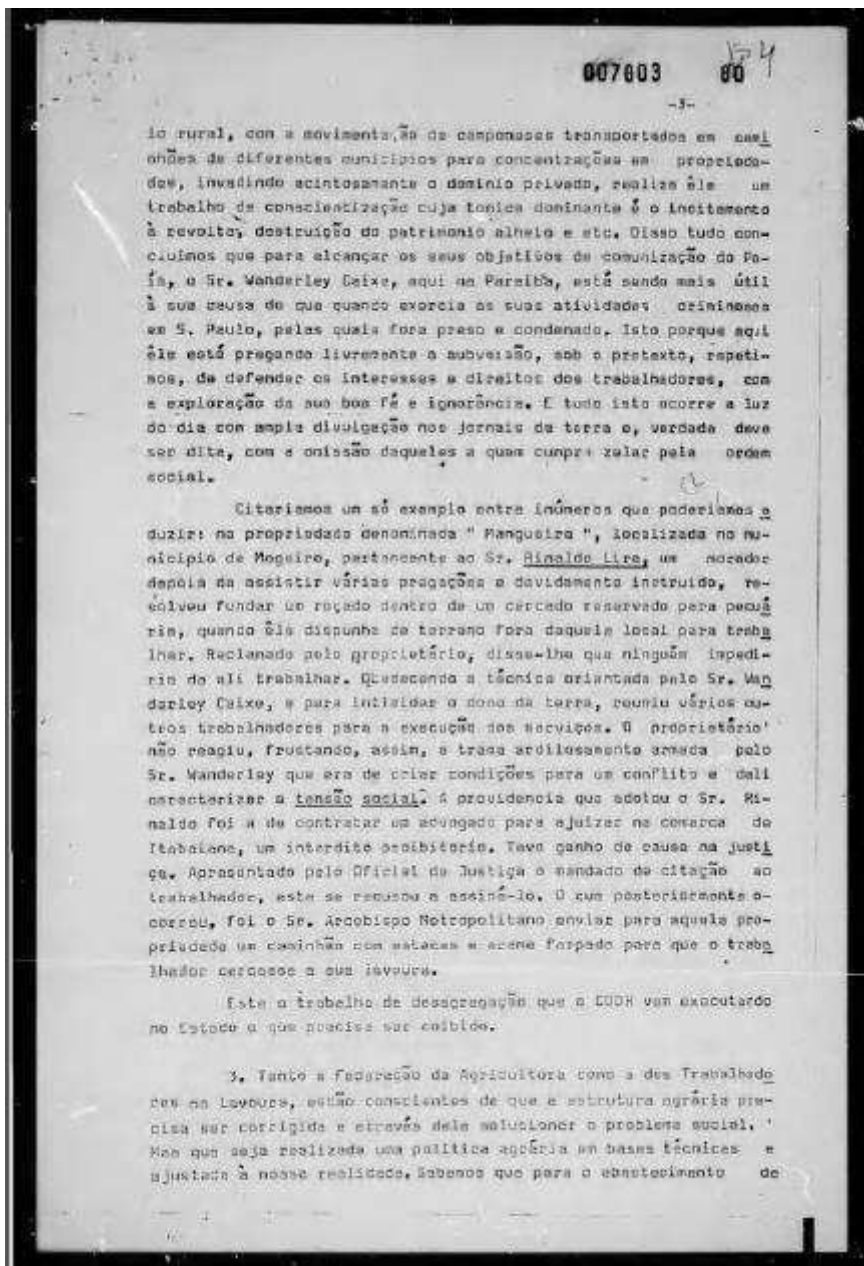 007603 80
-3-
io rural, com a movimentação de camponeses transportados em cami
nhões de diferentes municípios para concentrações em proprieda-
des, invadindo acintosamente o domínio privado, realiza êle um
trabalho de conscientização cuja tonica dominante é o incitamento
à revolta, destruição do patrimonio alheio e etc. Disso tudo con-
cluimos que para alcançar os seus objetivos de comunização do Pa-
ís, o Sr. Wanderley Caixe, aqui na Paraíba, está sendo mais útil
à sua causa do que quando exercia as suas atividades criminosas
em S. Paulo, pelas quais fora preso e condenado. Isto porque aqui
êle está pregando livremente a subversão, sob o pretexto, repeti-
mos, de defender os interesses e direitos dos trabalhadores, com
a exploração da sua boa fé e ignorância. E tudo isto ocorre a luz
do dia com ampla divulgação nos jornais da terra e, verdade deve
ser dita, com a omissão daqueles a quem cumpre zelar pela ordem
social.
Citaríamos um só exemplo entre inúmeros que poderíamos a
duzir: na propriedade denominada " Mangueira ", localizada no mu-
nicípio de Mogeiro, pertencente ao Sr. Rinaldo Lira, um morador
depois de assistir várias pregações e devidamente instruido, re-
solveu fundar um roçado dentro de um cercado reservado para pecuá
ria, quando êle dispunha de terreno fora daquele local para traba
lhar. Reclamado pelo proprietário, disse-lhe que ninguém impedi-
ria de ali trabalhar. Obedecendo a técnica orientada pelo Sr. Wan
derley Caixe, e para intimidar o dono da terra, reuniu vários ou-
tros trabalhadores para a execução dos serviços. O proprietário'
não reagiu, frustando, assim, a trama ardilosamente armada pelo
Sr. Wanderley que era de criar condições para um conflito e dali
caracterizar a tensão social. A providencia que adotou o Sr. Ri-
naldo foi a de contratar um advogado para ajuizar na comarca de
Itabaiana, um interdito proibitorio. Teve ganho de causa na justi
ça. Apresentado pelo Oficial de Justiça o mandado de citação ao
trabalhador, este se recusou a assiná-lo. O que posteriormente o-
correu, foi o Sr. Arcebispo Metropolitano enviar para aquela pro-
priedade um caminhão com estacas e arame farpado para que o traba
lhador cercasse a sua lavoura.
Este o trabalho de desagregação que o CDDH vem executando
no Estado e que precisa ser coibido.
3. Tanto a Federação da Agricultura como a dos Trabalhado
res na Lavoura, estão conscientes de que a estrutura agrária pre-
cisa ser corrigida e através dela solucionar o problema social. '
Mas que seja realizada uma política agrária em bases técnicas e
ajustada à nossa realidade. Sabemos que para o abastecimento de